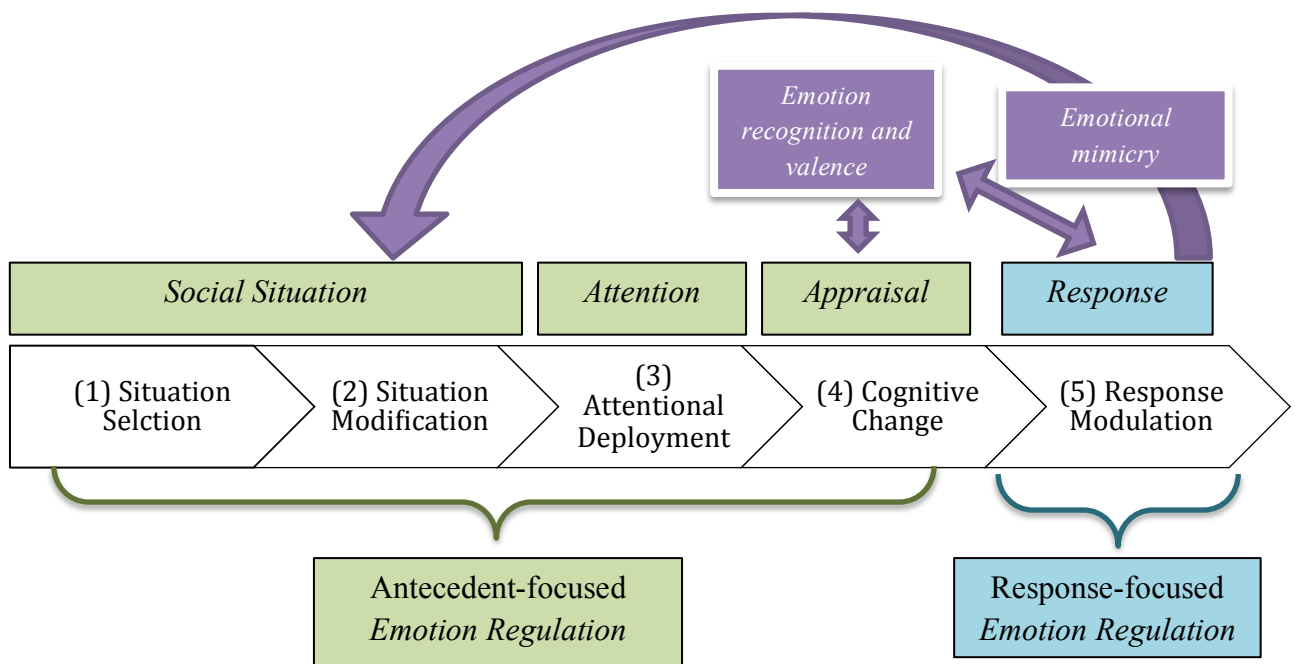 Emotion
recognition and
valence
Emotional
mimicry
Social Situation
Attention
Appraisal
Response
(1) Situation
Selction
(2) Situation
Modification
(3)
Attentional
Deployment
(4) Cognitive
Change
(5) Response
Modulation
Antecedent-focused
Emotion Regulation
Response-focused
Emotion Regulation